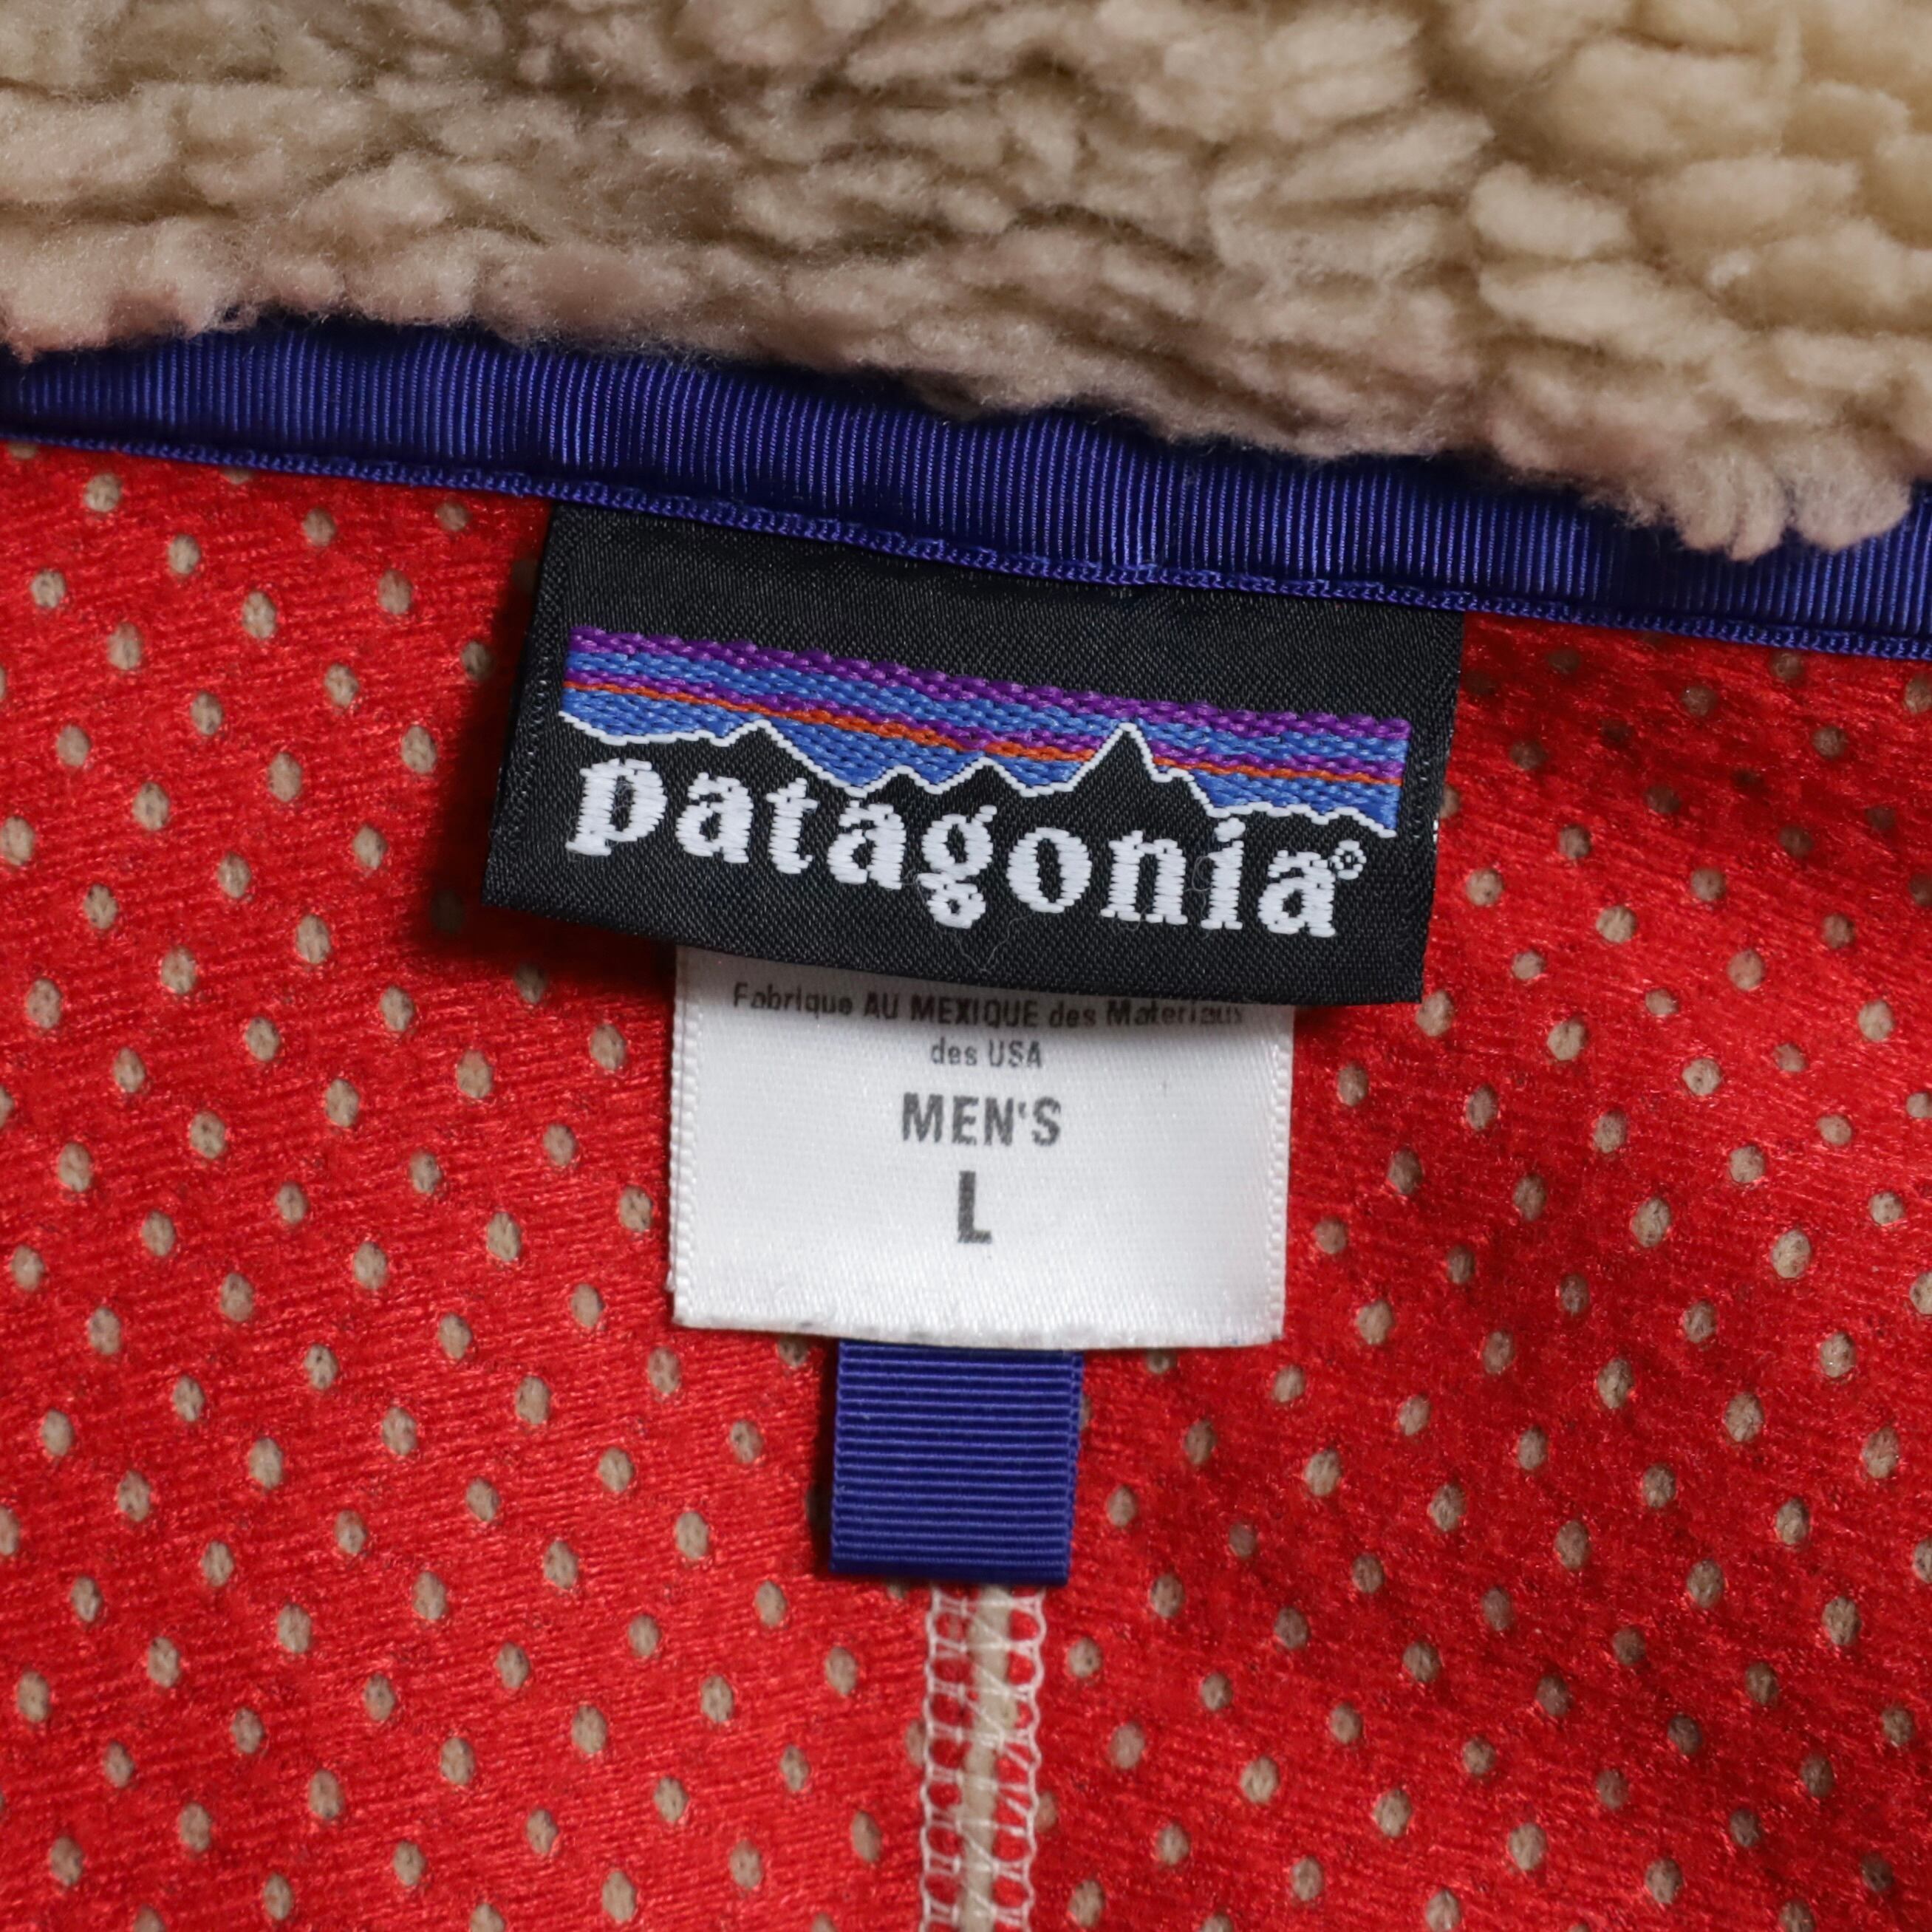 patagonia®
Fabrique AU MEXIQUE des Materiaux
des USA
MEN'S
L